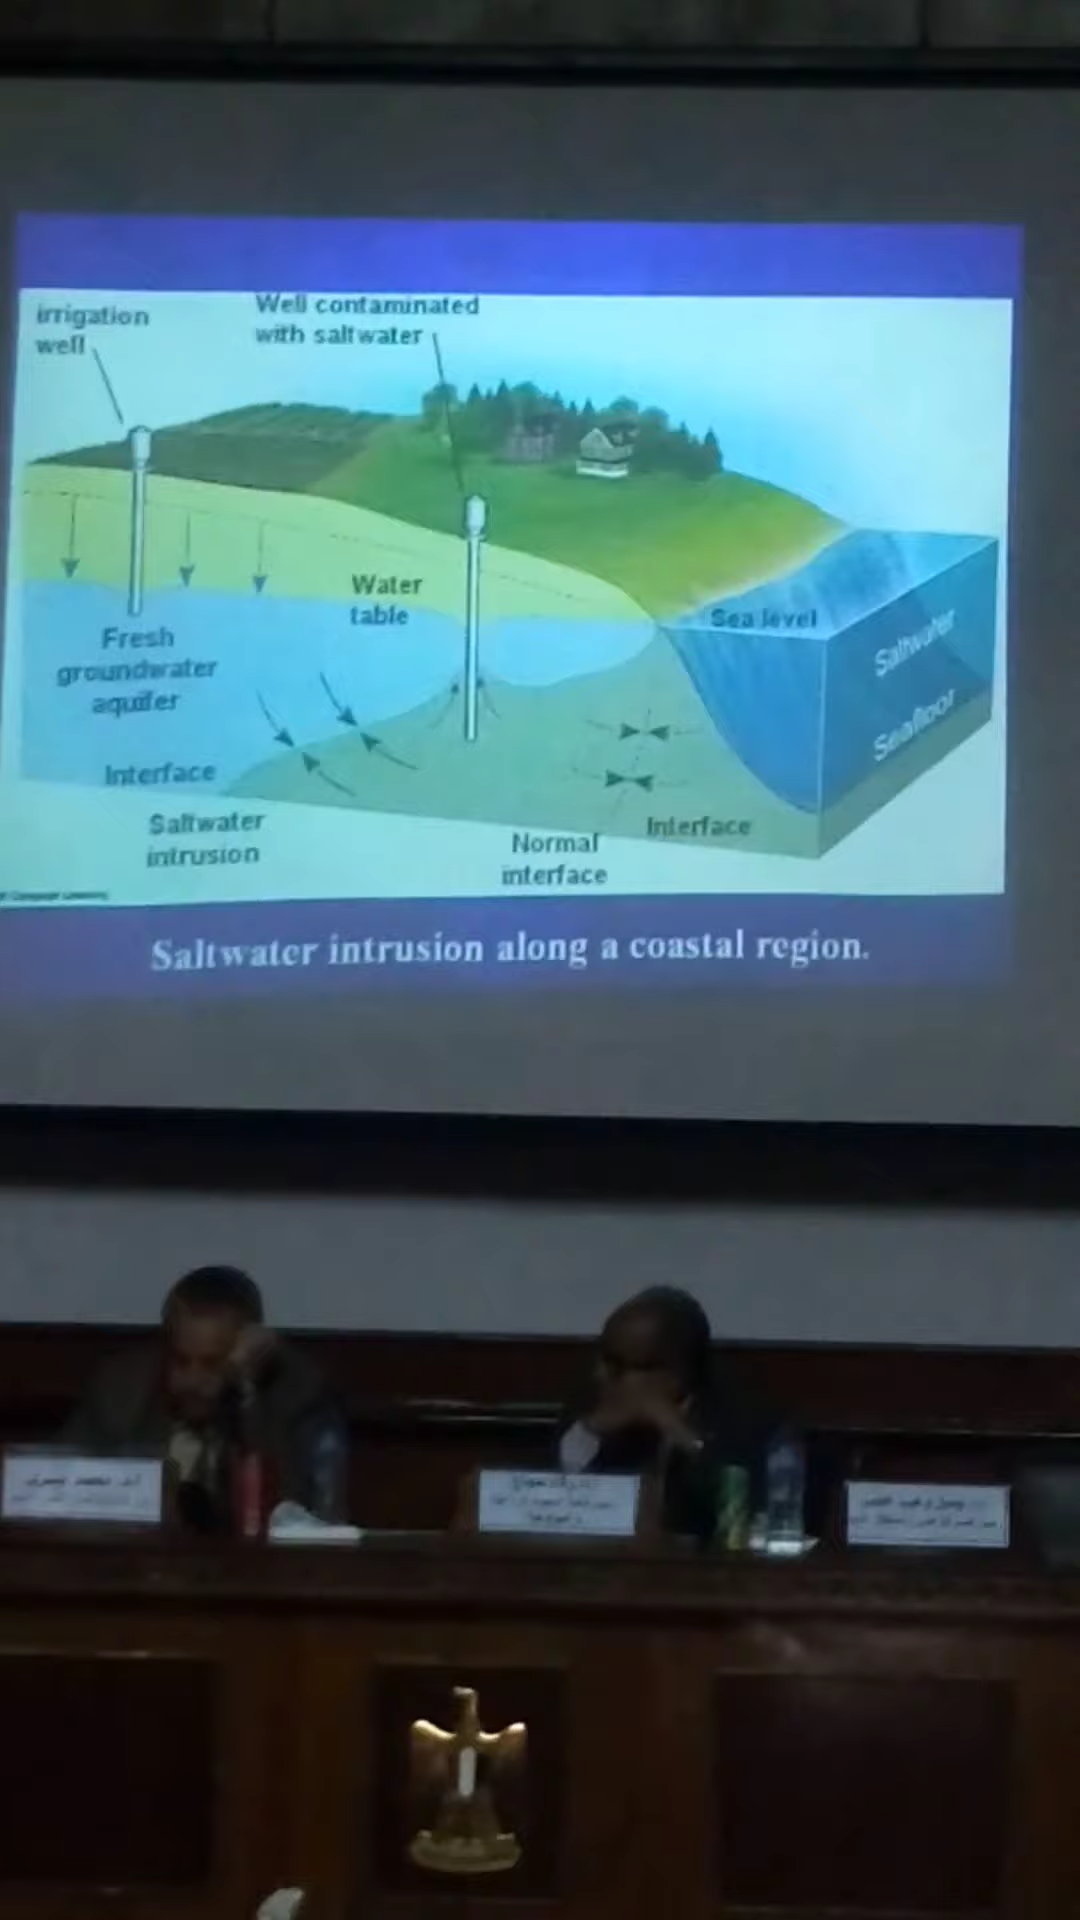 irrigation
well
Well contaminated
with saltwater
Water
table
Sea level
Saltwater
Seafloor
Fresh
groundwater
aquifer
Interface
Saltwater
intrusion
Normal
interface
Interface
Saltwater intrusion along a coastal region.